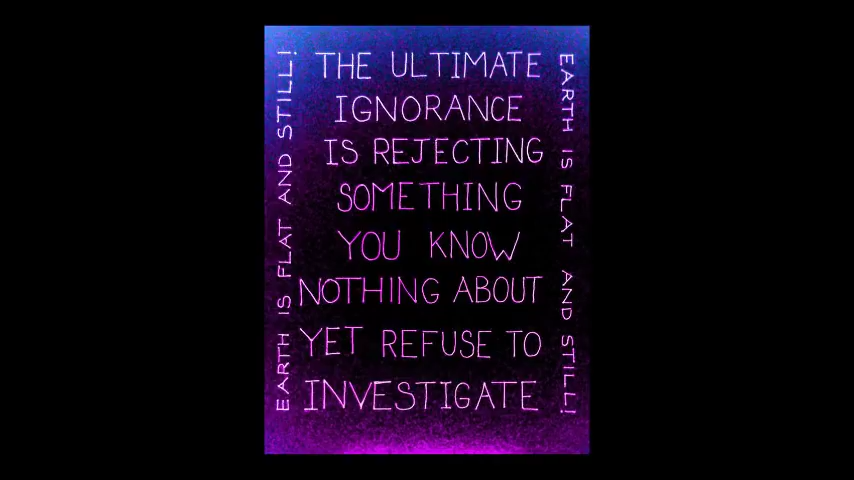 EARTH IS FLAT AND STILL!
THE ULTIMATE
IGNORANCE
IS REJECTING
SOMETHING
YOU KNOW
NOTHING ABOUT
YET REFUSE TO
INVESTIGATE
EARTH IS FLAT AND STILL!